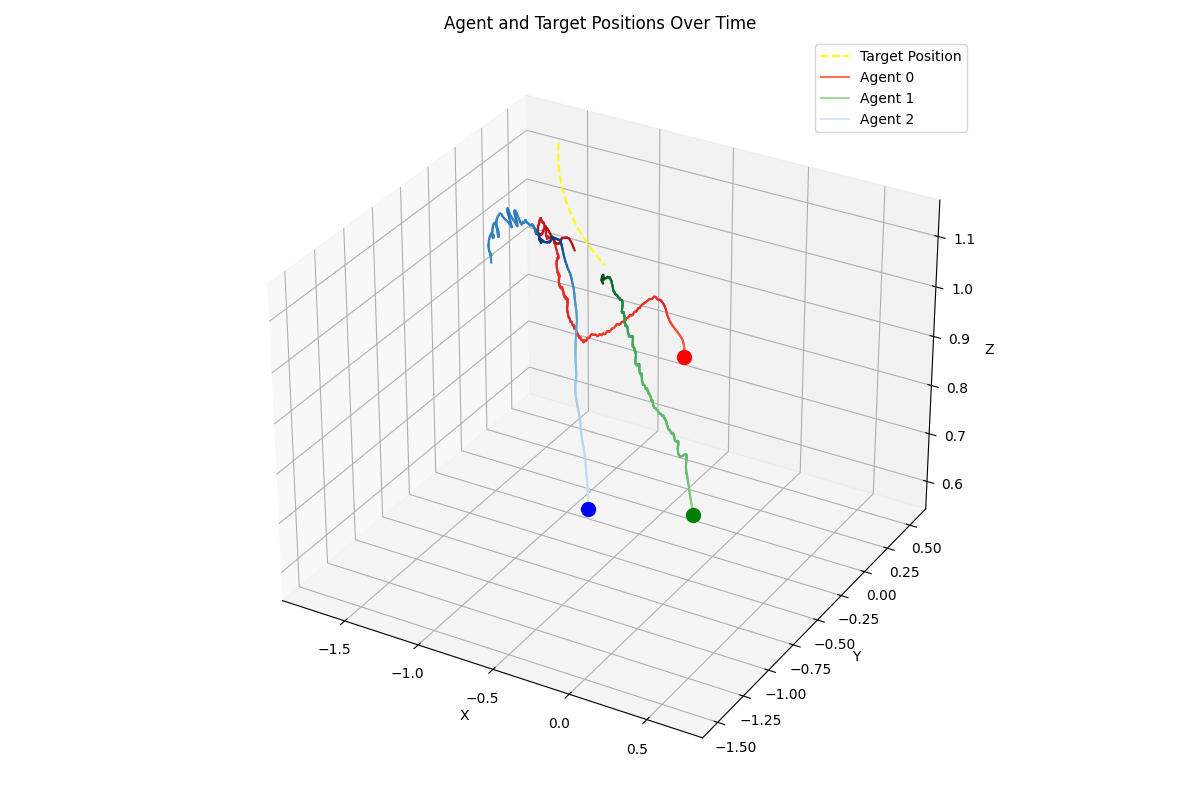 Agent and Target Positions Over Time
Target Position
Agent 0
Agent 1
Agent 2
1.1
1.0
0.9
0.8
0.7
0.6
Z
0.50
0.25
0.00
−0.25
−0.50
−0.75
−1.00
−1.25
−1.50
Y
−1.5
−1.0
−0.5
0.0
0.5
X